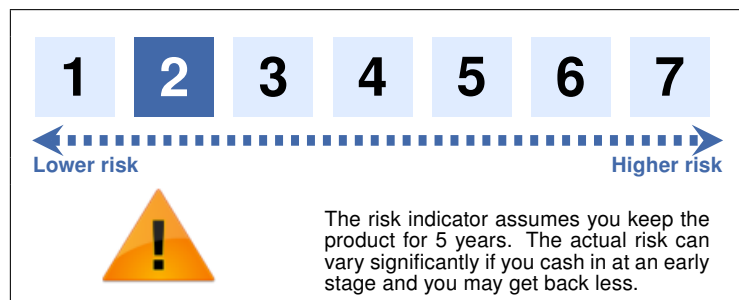 1 2 3 4 5 6 7
Lower risk Higher risk
!
The risk indicator assumes you keep the
product for 5 years. The actual risk can
vary significantly if you cash in at an early
stage and you may get back less.